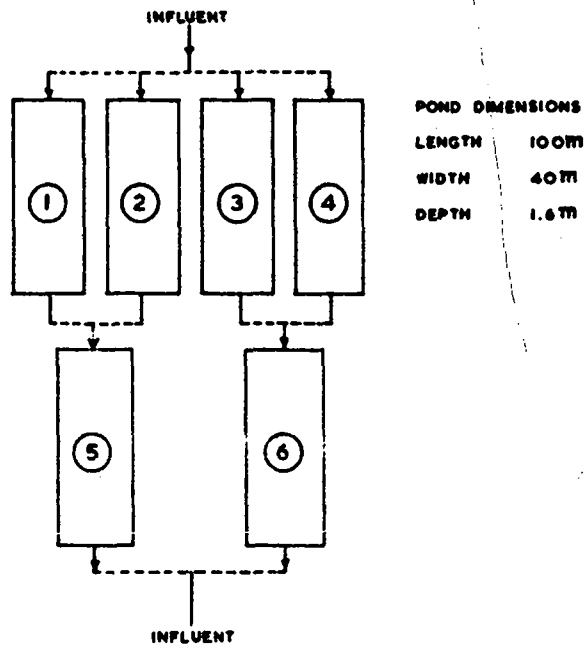 INFLUENT
1 2 3 4
POND DIMENSIONS
LENGTH 100m
WIDTH 40m
DEPTH 1.6m
5 6
INFLUENT